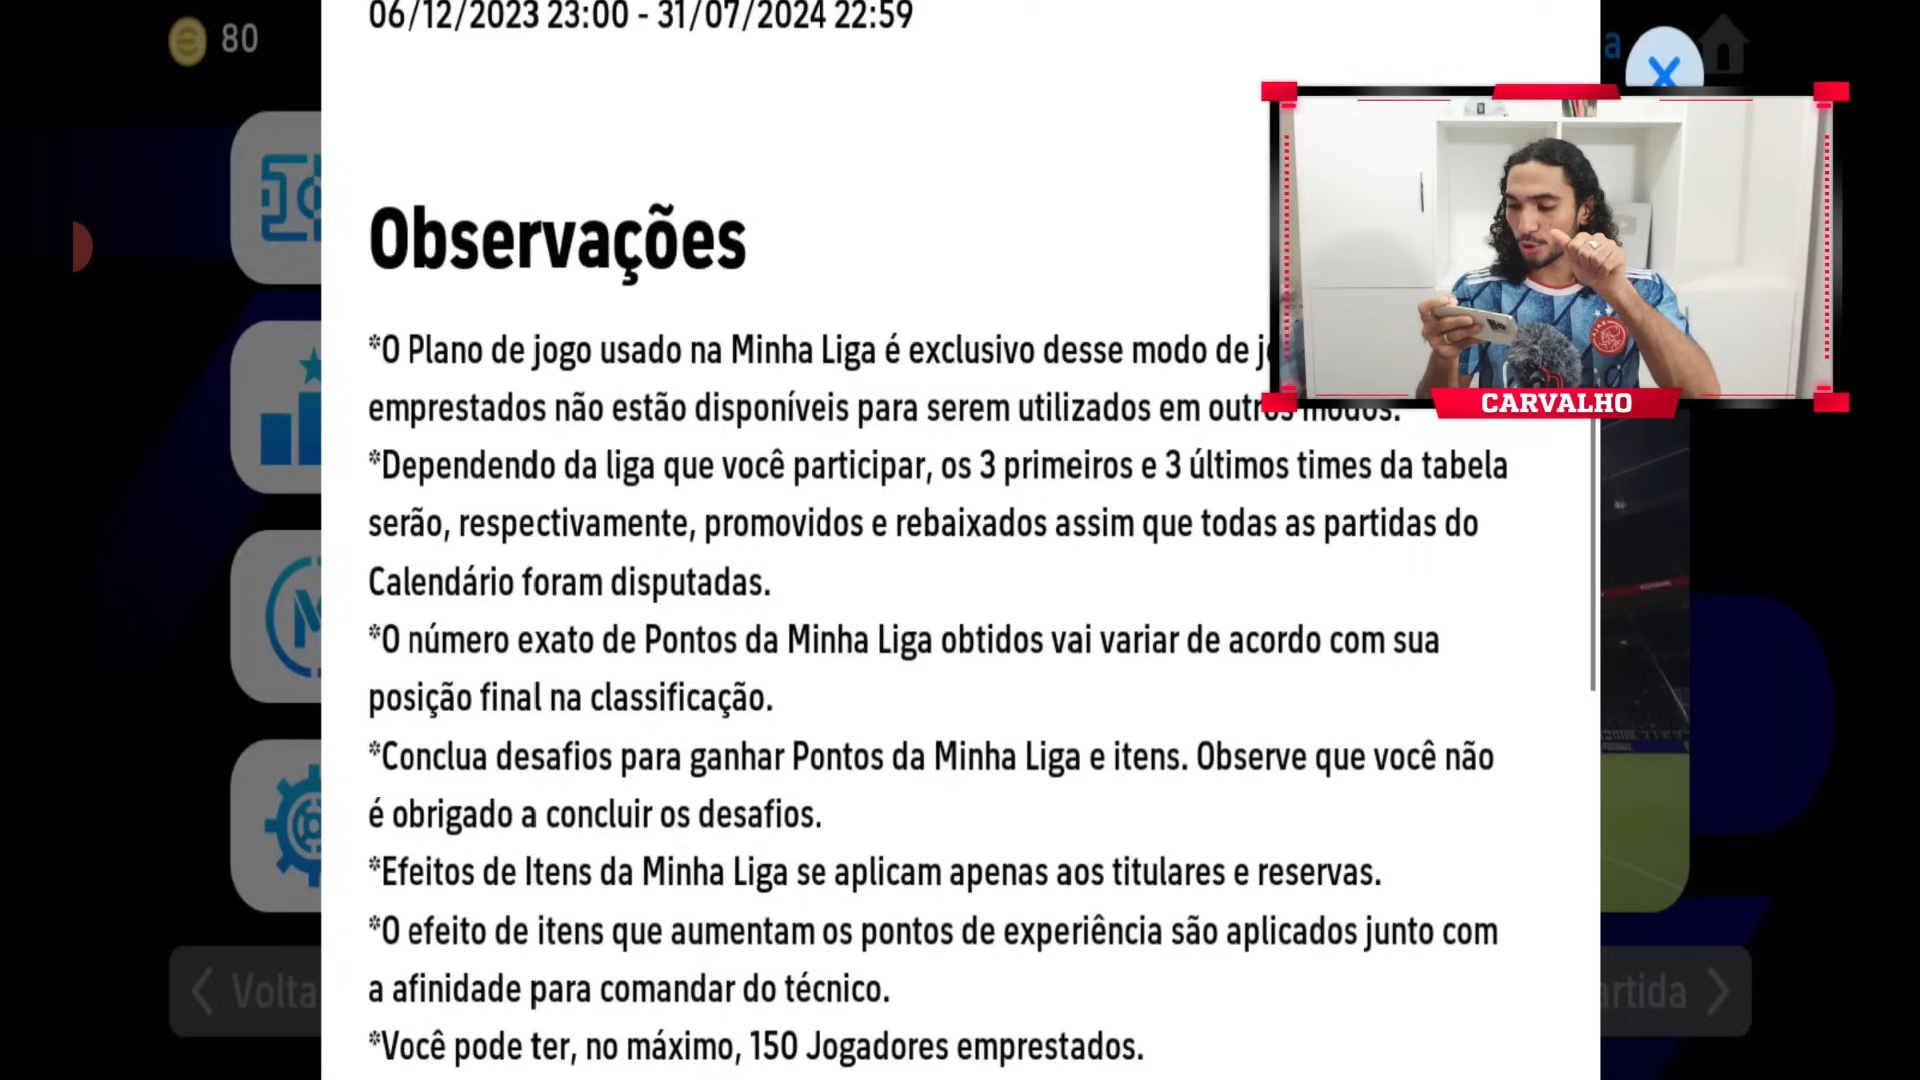 80
06/12/2023 23:00 - 31/07/2024 22:59
a
X
Observações
*O Plano de jogo usado na Minha Liga é exclusivo desse modo de
emprestados não estão disponíveis para serem utilizados em outros modos.
*Dependendo da liga que você participar, os 3 primeiros e 3 últimos times da tabela
serão, respectivamente, promovidos e rebaixados assim que todas as partidas do
Calendário foram disputadas.
*O número exato de Pontos da Minha Liga obtidos vai variar de acordo com sua
posição final na classificação.
*Conclua desafios para ganhar Pontos da Minha Liga e itens. Observe que você não
é obrigado a concluir os desafios.
*Efeitos de Itens da Minha Liga se aplicam apenas aos titulares e reservas.
*O efeito de itens que aumentam os pontos de experiência são aplicados junto com
a afinidade para comandar do técnico.
*Você pode ter, no máximo, 150 Jogadores emprestados.
CARVALHO
AJAX
KONAMI
Volta
artida